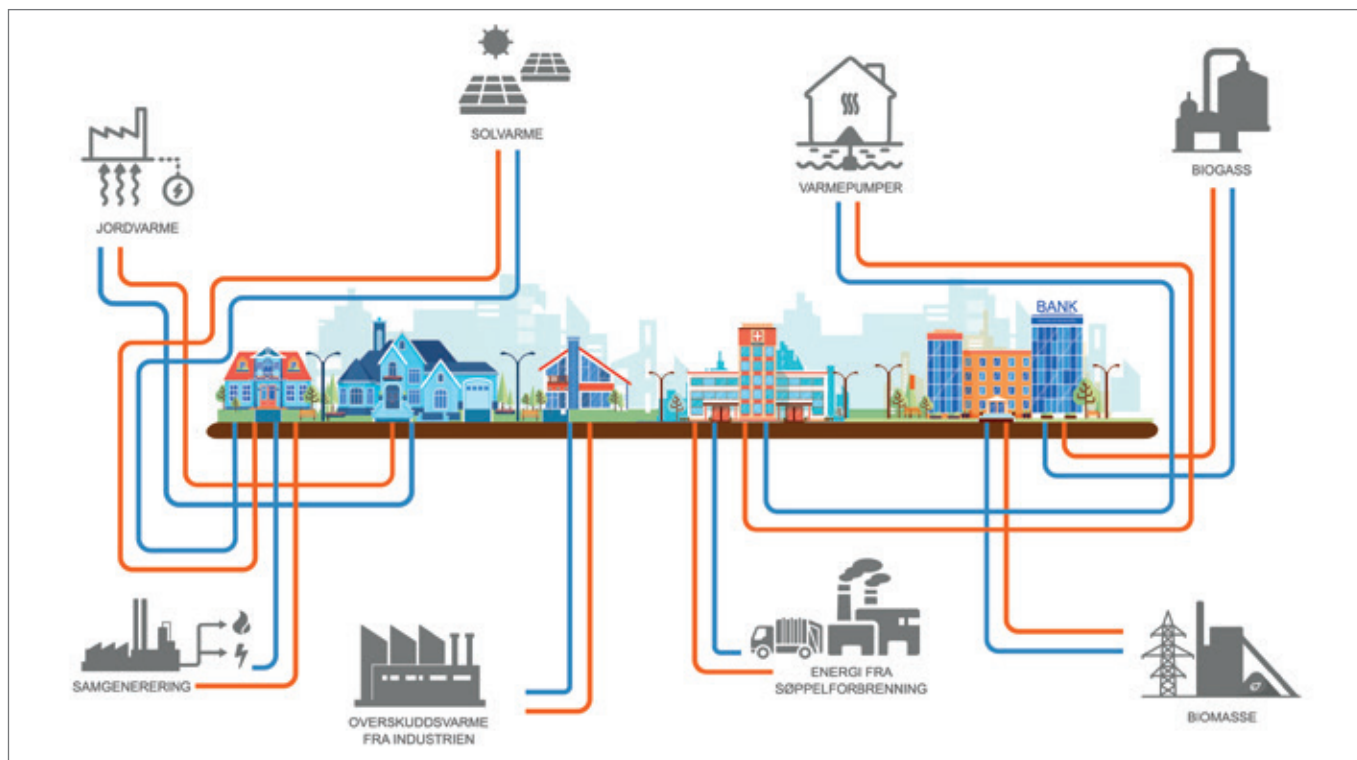 SOLVARME
VARMEPUMPER
BIOGASS
JORDVARME
BANK
SAMGENERERING
OVERSKUDDSVARME
FRA INDUSTRIEN
ENERGI FRA
SØPPELFORBRENNING
BIOMASSE